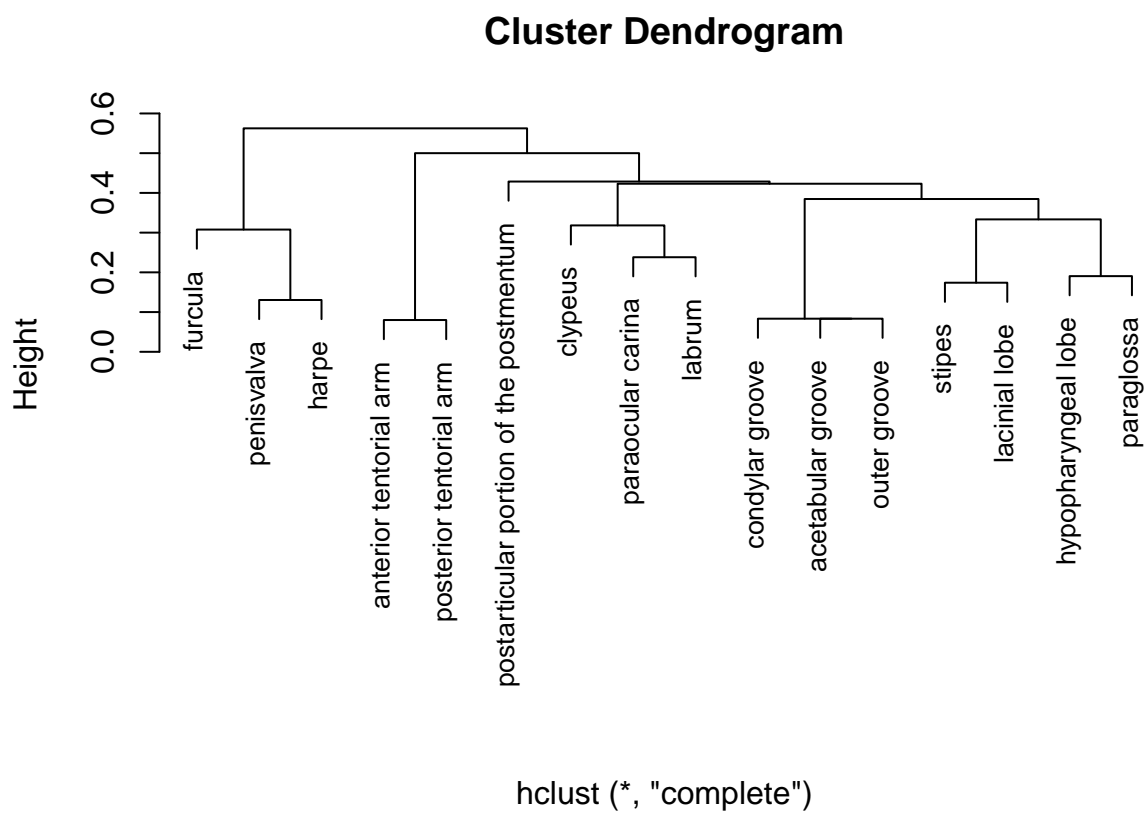 Cluster Dendrogram
Height
0.6
0.4
0.2
0.0
furcula
penisvalva
harpe
anterior tentorial arm
posterior tentorial arm
postarticular portion of the postmentum
clypeus
paraocular carina
labrum
condylar groove
acetabular groove
outer groove
stipes
lacinial lobe
hypopharyngeal lobe
paraglossa
hclust (*, "complete")